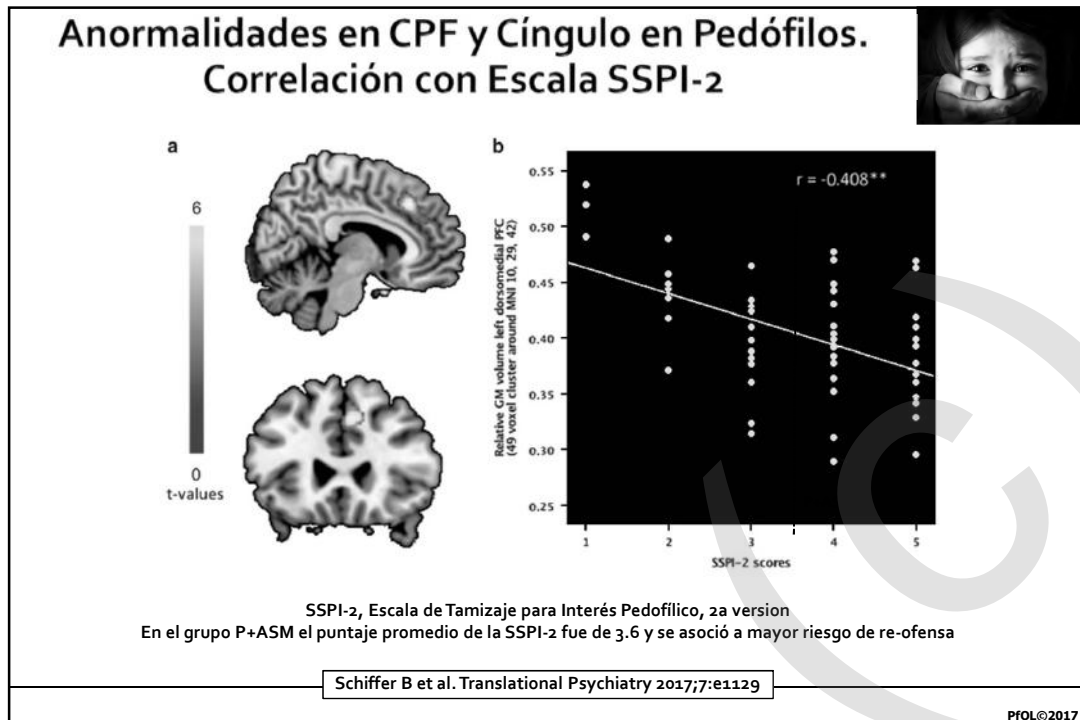 Anormalidades en CPF y Cíngulo en Pedófilos.
Correlación con Escala SSPI-2
a
6
0
t-values
b
r = -0.408**
Relative GM volume left dorsomedial PFC
(49 voxel cluster around MNI 10, 29, 42)
0.55
0.50
0.45
0.40
0.35
0.30
0.25
1 2 3 4 5
SSPI-2 scores
SSPI-2, Escala de Tamizaje para Interés Pedofílico, 2a version
En el grupo P+ASM el puntaje promedio de la SSPI-2 fue de 3.6 y se asoció a mayor riesgo de re-ofensa
Schiffer B et al. Translational Psychiatry 2017;7:e1129
PfOL©2017